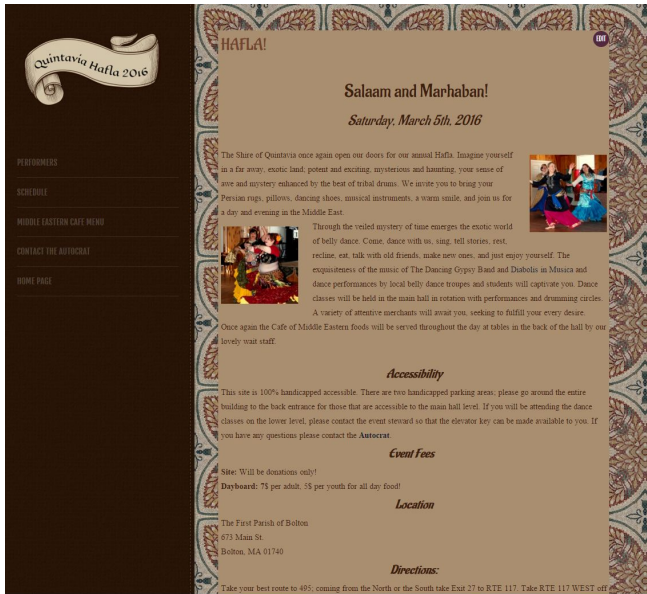 Quintavia Hafla 2016
PERFORMERS
SCHEDULE
MIDDLE EASTERN CAFE MENU
CONTACT THE AUTOCRAT
HOME PAGE
HAFLA!
EDIT
Salaam and Marhaban!
Saturday, March 5th, 2016
The Shire of Quintavia once again open our doors for our annual Hafla. Imagine yourself
in a far away, exotic land; potent and exciting, mysterious and haunting, your sense of
awe and mystery enhanced by the beat of tribal drums. We invite you to bring your
Persian rugs, pillows, dancing shoes, musical instruments, a warm smile, and join us for
a day and evening in the Middle East.
Through the veiled mystery of time emerges the exotic world
of belly dance. Come, dance with us, sing, tell stories, rest,
recline, eat, talk with old friends, make new ones, and just enjoy yourself. The
exquisiteness of the music of The Dancing Gypsy Band and Diabolis in Musica and
dance performances by local belly dance troupes and students will captivate you. Dance
classes will be held in the main hall in rotation with performances and drumming circles.
A variety of attentive merchants will await you, seeking to fulfill your every desire.
Once again the Cafe of Middle Eastern foods will be served throughout the day at tables in the back of the hall by our
lovely wait staff.
Accessibility
This site is 100% handicapped accessible. There are two handicapped parking areas; please go around the entire
building to the back entrance for those that are accessible to the main hall level. If you will be attending the dance
classes on the lower level, please contact the event steward so that the elevator key can be made available to you. If
you have any questions please contact the Autocrat.
Event Fees
Site: Will be donations only!
Dayboard: 7$ per adult, 5$ per youth for all day food!
Location
The First Parish of Bolton
673 Main St.
Bolton, MA 01740
Directions:
Take your best route to 495; coming from the North or the South take Exit 27 to RTE 117. Take RTE 117 WEST off